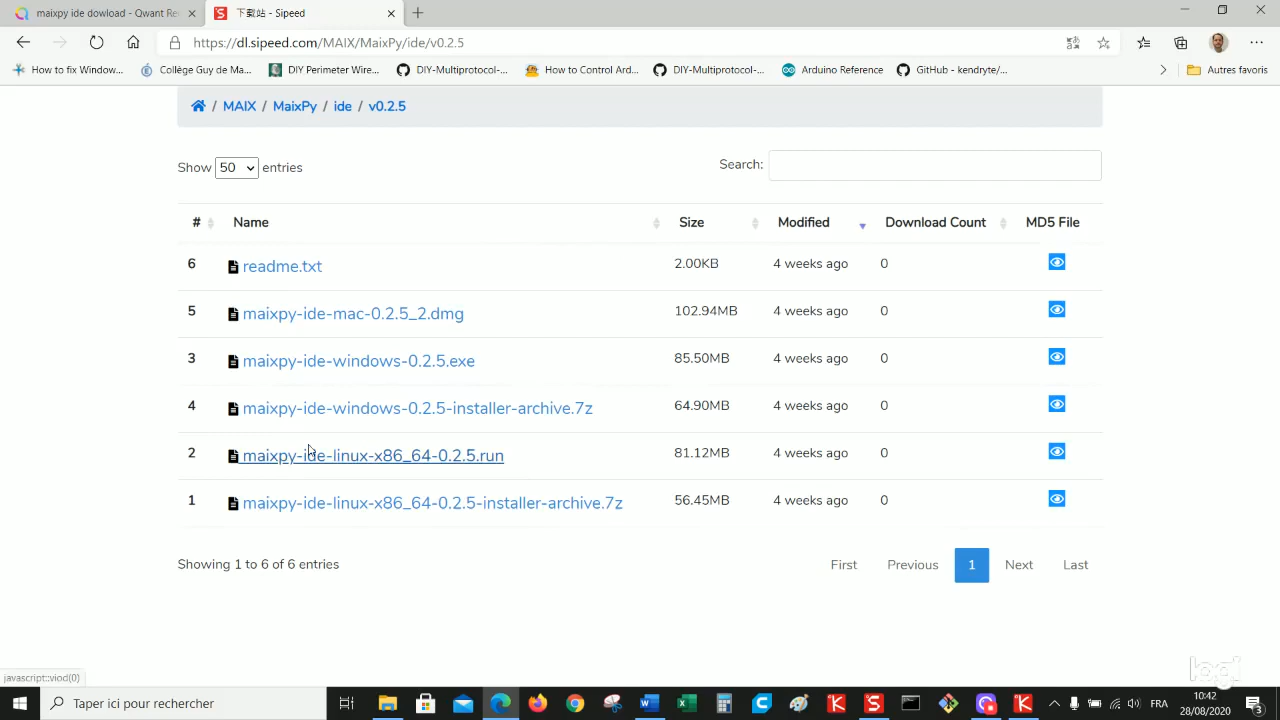 maixpy ide dowload - Qwant Re
下载站 - Sipeed
https://dl.sipeed.com/MAIX/MaixPy/ide/v0.2.5
How to fix Window...
Collège Guy de Ma...
DIY Perimeter Wire...
DIY-Multiprotocol-...
How to Control Ard...
DIY-Multiprotocol-...
Arduino Reference
GitHub - kendryte/...
Autres favoris
/ MAIX / MaixPy / ide / v0.2.5
Show 50 entries
Search:
# Name Size Modified Download Count MD5 File
6 readme.txt 2.00KB 4 weeks ago 0
5 maixpy-ide-mac-0.2.5_2.dmg 102.94MB 4 weeks ago 0
3 maixpy-ide-windows-0.2.5.exe 85.50MB 4 weeks ago 0
4 maixpy-ide-windows-0.2.5-installer-archive.7z 64.90MB 4 weeks ago 0
2 maixpy-ide-linux-x86_64-0.2.5.run 81.12MB 4 weeks ago 0
1 maixpy-ide-linux-x86_64-0.2.5-installer-archive.7z 56.45MB 4 weeks ago 0
Showing 1 to 6 of 6 entries
First Previous 1 Next Last
javascript::viod(0)
logi
Taper ici pour rechercher
FRA
10:42
28/08/2020
3